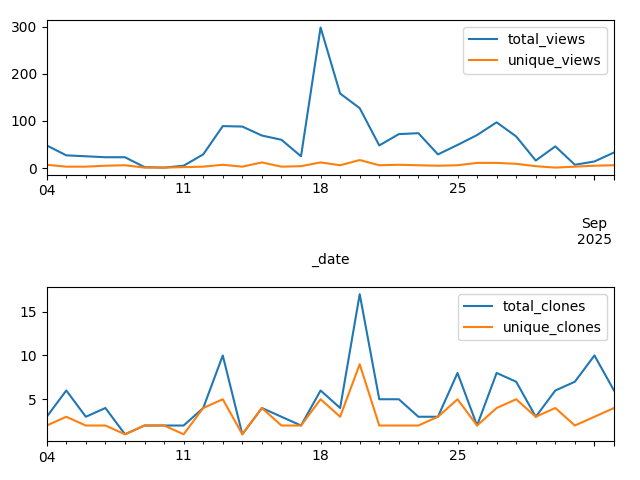 300
200
100
0
total_views
unique_views
04
11
18
25
Sep
2025
_date
15
10
5
total_clones
unique_clones
04
11
18
25